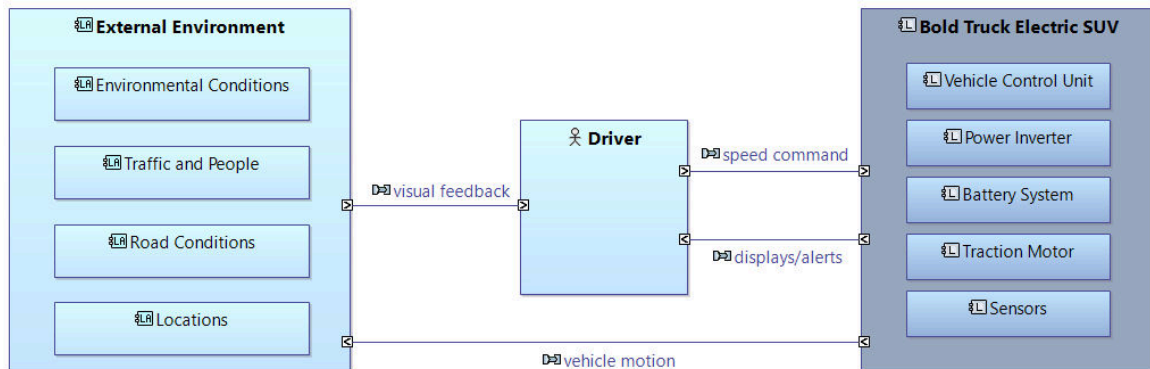 External Environment
Environmental Conditions
Traffic and People
Road Conditions
Locations
visual feedback
Driver
speed command
displays/alerts
vehicle motion
Bold Truck Electric SUV
Vehicle Control Unit
Power Inverter
Battery System
Traction Motor
Sensors